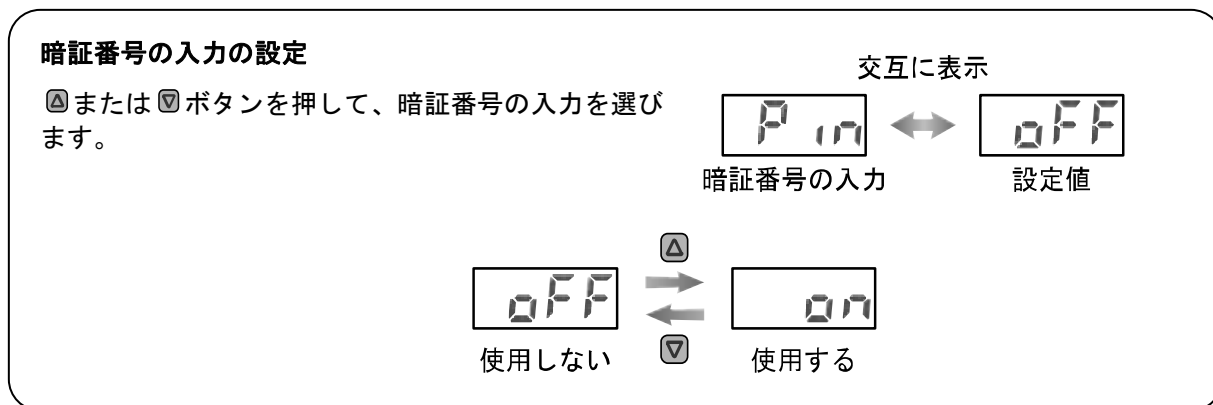 暗証番号の入力の設定
△または▽ボタンを押して、暗証番号の入力を選び
ます。
交互に表示
P in
oFF
暗証番号の入力
設定値
△
oFF
on
▽
使用しない
使用する